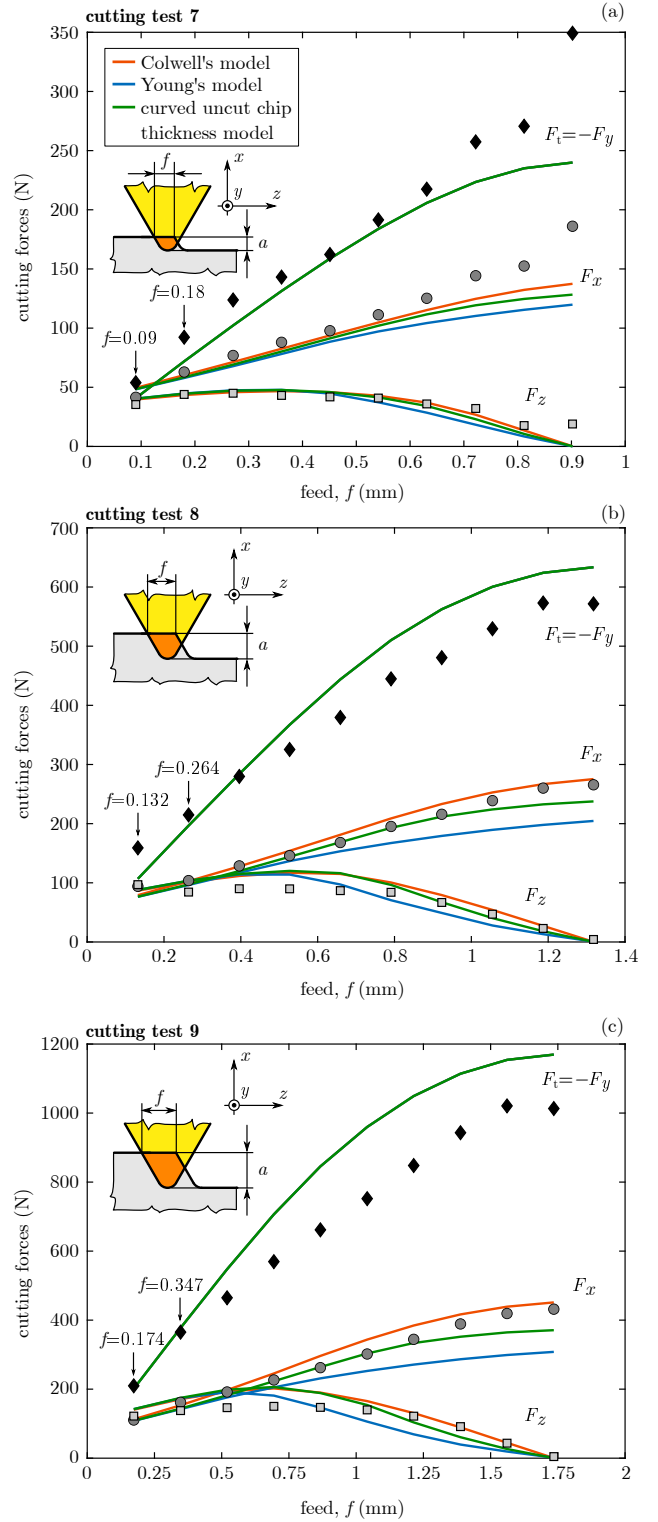 cutting test 7
(a)
350
300
250
200
150
100
50
0
cutting forces (N)
Colwell's model
Young's model
curved uncut chip
thickness model
f
x
y
z
a
f=0.18
f=0.09
Ft=−Fy
Fx
Fz
0 0.1 0.2 0.3 0.4 0.5 0.6 0.7 0.8 0.9 1
feed, f (mm)
cutting test 8
(b)
700
600
500
400
300
200
100
0
cutting forces (N)
f
x
y
z
a
f=0.264
f=0.132
Ft=−Fy
Fx
Fz
0 0.2 0.4 0.6 0.8 1 1.2 1.4
feed, f (mm)
cutting test 9
(c)
1200
1000
800
600
400
200
0
cutting forces (N)
f
x
y
z
a
f=0.347
f=0.174
Ft=−Fy
Fx
Fz
0 0.25 0.5 0.75 1 1.25 1.5 1.75 2
feed, f (mm)